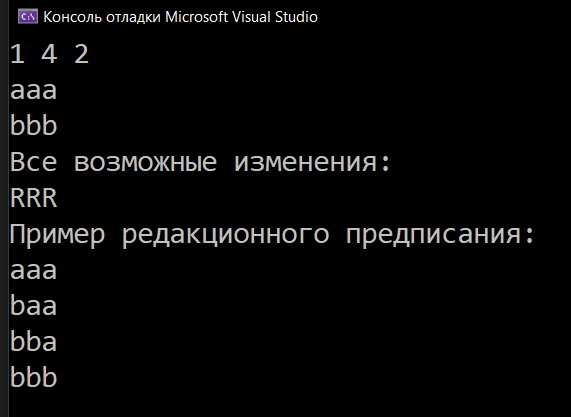 Консоль отладки Microsoft Visual Studio
1 4 2
aaa
bbb
Все возможные изменения:
RRR
Пример редакционного предписания:
aaa
baa
bba
bbb